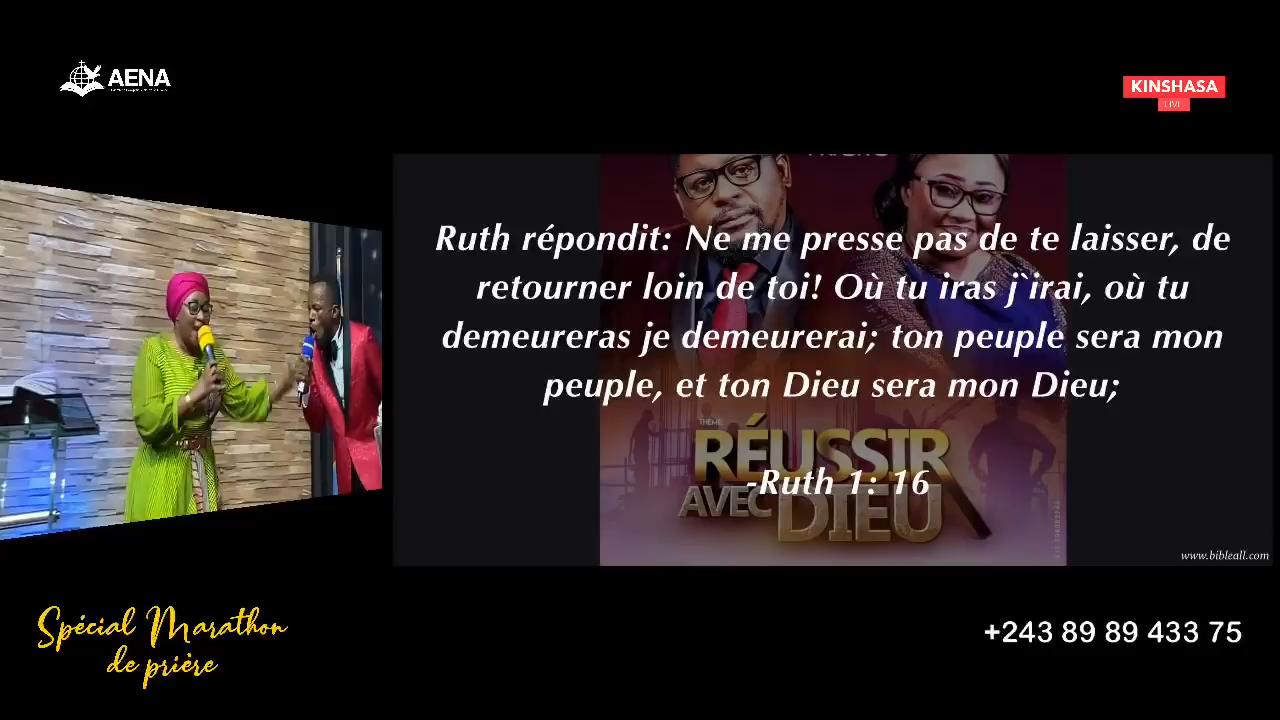 AENA
KINSHASA
LIVE
Ruth répondit: Ne me presse pas de te laisser, de
retourner loin de toi! Où tu iras j`irai, où tu
demeureras je demeurerai; ton peuple sera mon
peuple, et ton Dieu sera mon Dieu;
THÈME:
RÉUSSIR
-Ruth 1: 16
AVEC DIEU
www.bibleall.com
Spécial Marathon
de prière
+243 89 89 433 75